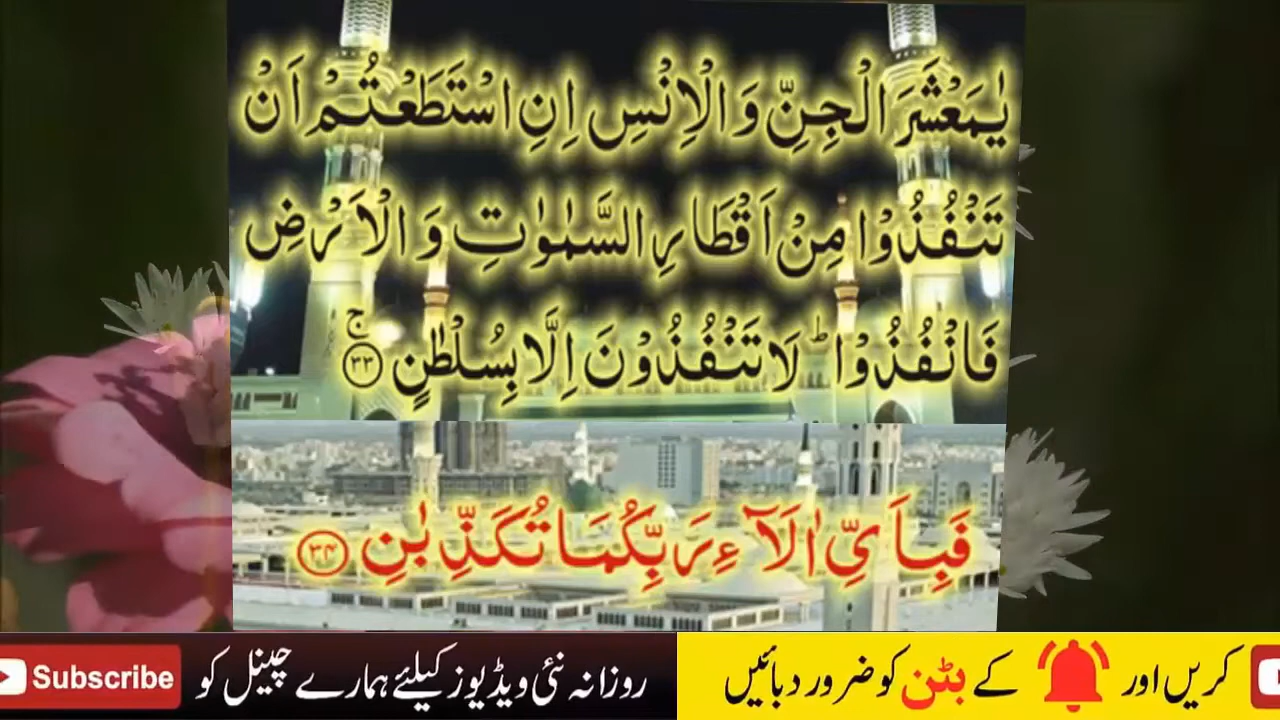 یٰمَعْشَرَ الْجِنِّ وَالْاِنْسِ اِنِ اسْتَطَعْتُمْ اَنْ
تَنْفُذُوْا مِنْ اَقْطَارِ السَّمٰوٰتِ وَ الْاَرْضِ
فَانْفُذُوْا ؕ لَا تَنْفُذُوْنَ اِلَّا بِسُلْطٰنٍ ۚ ﴿۳۳﴾
فَبِاَیِّ اٰلَآءِ رَبِّكُمَا تُكَذِّبٰنِ ﴿۳۴﴾
روزانہ نئی ویڈیوز کیلئے ہمارے چینل کو Subscribe
کریں اور کے بٹن کو ضرور دبائیں